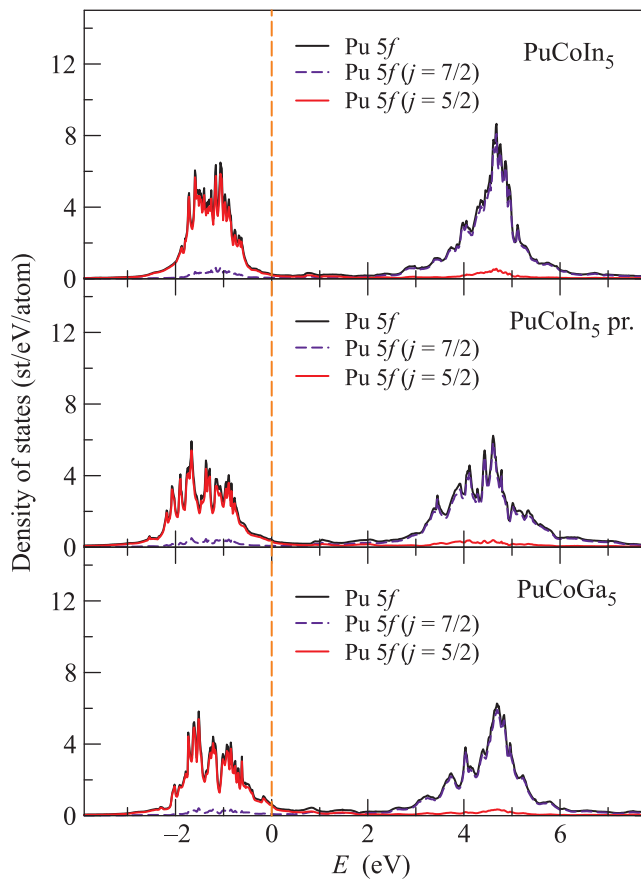 12
8
4
0
Pu 5f
Pu 5f (j = 7/2)
Pu 5f (j = 5/2)
PuCoIn₅
12
8
4
0
Pu 5f
Pu 5f (j = 7/2)
Pu 5f (j = 5/2)
PuCoIn₅ pr.
12
8
4
0
Pu 5f
Pu 5f (j = 7/2)
Pu 5f (j = 5/2)
PuCoGa₅
Density of states (st/eV/atom)
−2 0 2 4 6
E (eV)